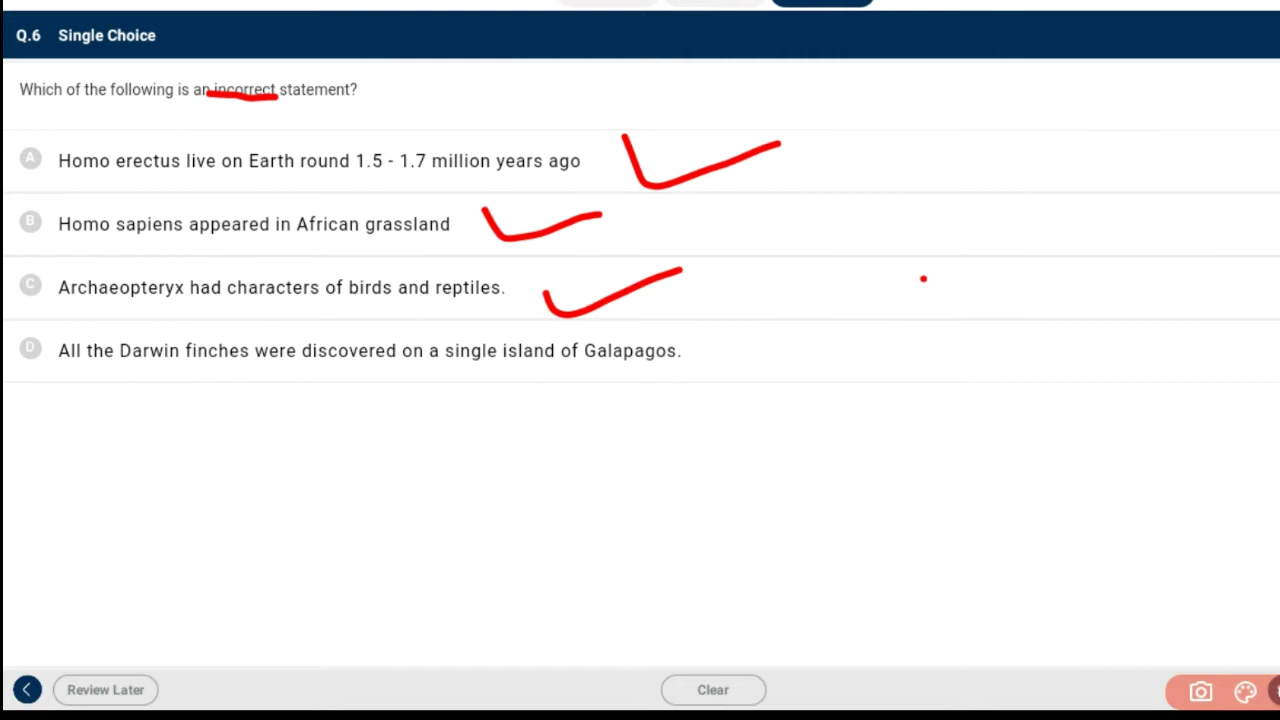 Q.6 Single Choice
Which of the following is an incorrect statement?
A Homo erectus live on Earth round 1.5 - 1.7 million years ago
B Homo sapiens appeared in African grassland
C Archaeopteryx had characters of birds and reptiles.
D All the Darwin finches were discovered on a single island of Galapagos.
Review Later
Clear